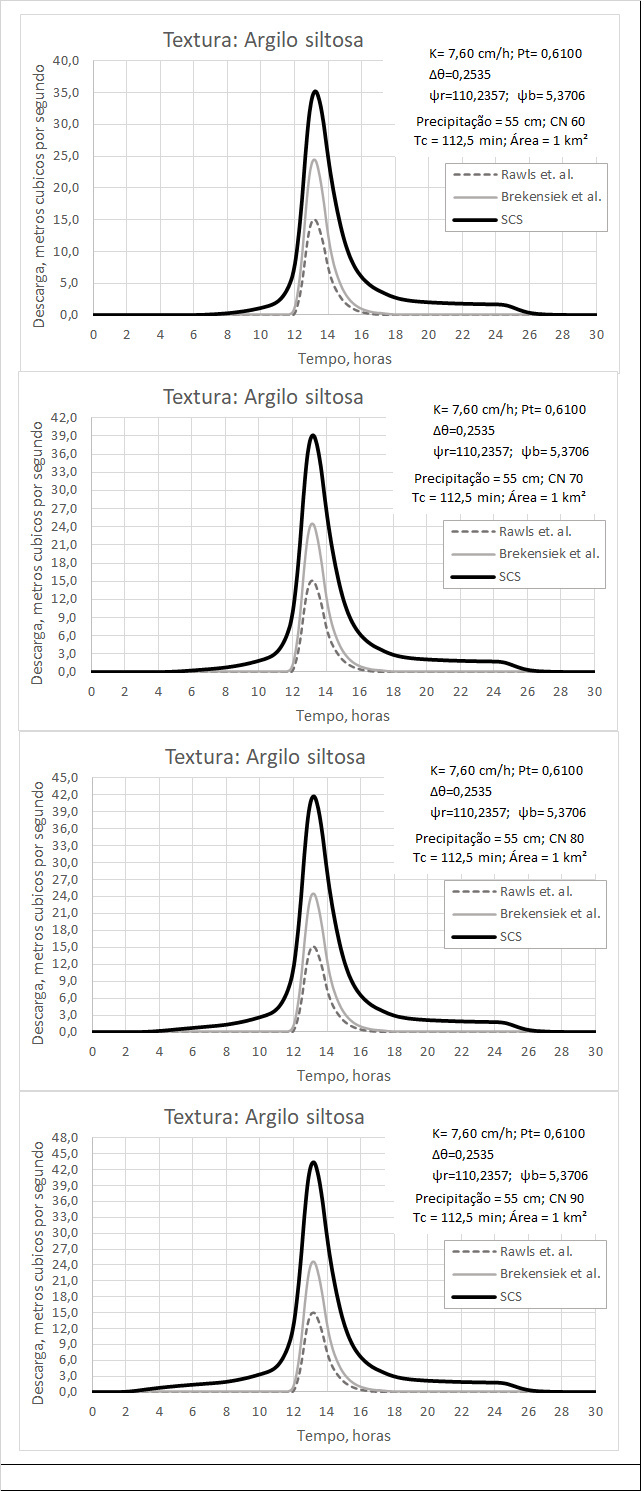 Textura: Argilo siltosa
K= 7,60 cm/h; Pt= 0,6100
Δθ=0,2535
ψr=110,2357; ψb= 5,3706
Precipitação = 55 cm; CN 60
Tc = 112,5 min; Área = 1 km²
Rawls et. al.
Brekensiek et al.
SCS
Descarga, metros cubicos por segundo
40,0
35,0
30,0
25,0
20,0
15,0
10,0
5,0
0,0
0 2 4 6 8 10 12 14 16 18 20 22 24 26 28 30
Tempo, horas
Textura: Argilo siltosa
K= 7,60 cm/h; Pt= 0,6100
Δθ=0,2535
ψr=110,2357; ψb= 5,3706
Precipitação = 55 cm; CN 70
Tc = 112,5 min; Área = 1 km²
Rawls et. al.
Brekensiek et al.
SCS
Descarga, metros cubicos por segundo
42,0
39,0
36,0
33,0
30,0
27,0
24,0
21,0
18,0
15,0
12,0
9,0
6,0
3,0
0,0
0 2 4 6 8 10 12 14 16 18 20 22 24 26 28 30
Tempo, horas
Textura: Argilo siltosa
K= 7,60 cm/h; Pt= 0,6100
Δθ=0,2535
ψr=110,2357; ψb= 5,3706
Precipitação = 55 cm; CN 80
Tc = 112,5 min; Área = 1 km²
Rawls et. al.
Brekensiek et al.
SCS
Descarga, metros cubicos por segundo
45,0
42,0
39,0
36,0
33,0
30,0
27,0
24,0
21,0
18,0
15,0
12,0
9,0
6,0
3,0
0,0
0 2 4 6 8 10 12 14 16 18 20 22 24 26 28 30
Tempo, horas
Textura: Argilo siltosa
K= 7,60 cm/h; Pt= 0,6100
Δθ=0,2535
ψr=110,2357; ψb= 5,3706
Precipitação = 55 cm; CN 90
Tc = 112,5 min; Área = 1 km²
Rawls et. al.
Brekensiek et al.
SCS
Descarga, metros cubicos por segundo
48,0
45,0
42,0
39,0
36,0
33,0
30,0
27,0
24,0
21,0
18,0
15,0
12,0
9,0
6,0
3,0
0,0
0 2 4 6 8 10 12 14 16 18 20 22 24 26 28 30
Tempo, horas